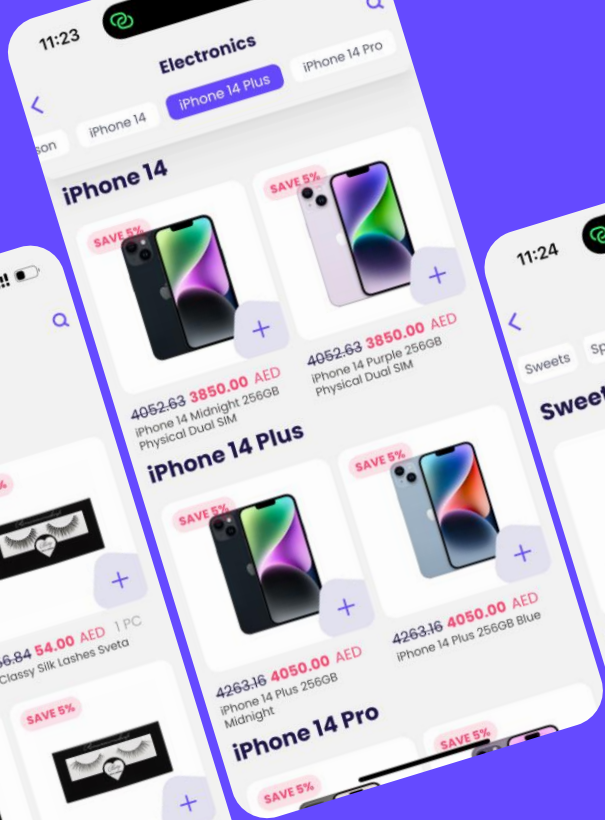 11:23
Electronics
son
iPhone 14
iPhone 14 Plus
iPhone 14 Pro
iPhone 14
SAVE 5%
4052.63 3850.00 AED
iPhone 14 Midnight 256GB
Physical Dual SIM
SAVE 5%
4052.63 3850.00 AED
iPhone 14 Purple 256GB
Physical Dual SIM
iPhone 14 Plus
SAVE 5%
4263.16 4050.00 AED
iPhone 14 Plus 256GB
Midnight
SAVE 5%
4263.16 4050.00 AED
iPhone 14 Plus 256GB Blue
iPhone 14 Pro
SAVE 5%
SAVE 5%
%
6.84 54.00 AED 1 PC
Classy Silk Lashes Sveta
SAVE 5%
11:24
Sweets
Sp
Sweet